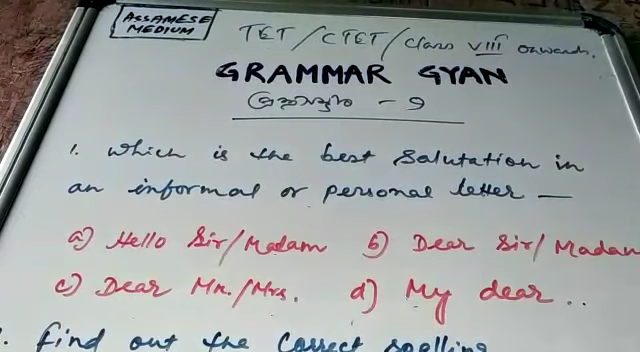 ASSAMESE MEDIUM
TET/CTET/Class VIII onwards.
GRAMMAR GYAN
- ৭
1. Which is the best salutation in
an informal or personal letter —
a) Hello Sir/Madam b) Dear Sir/Madam
c) Dear Mr./Mrs. d) My dear ..
. Find out the correct spelling